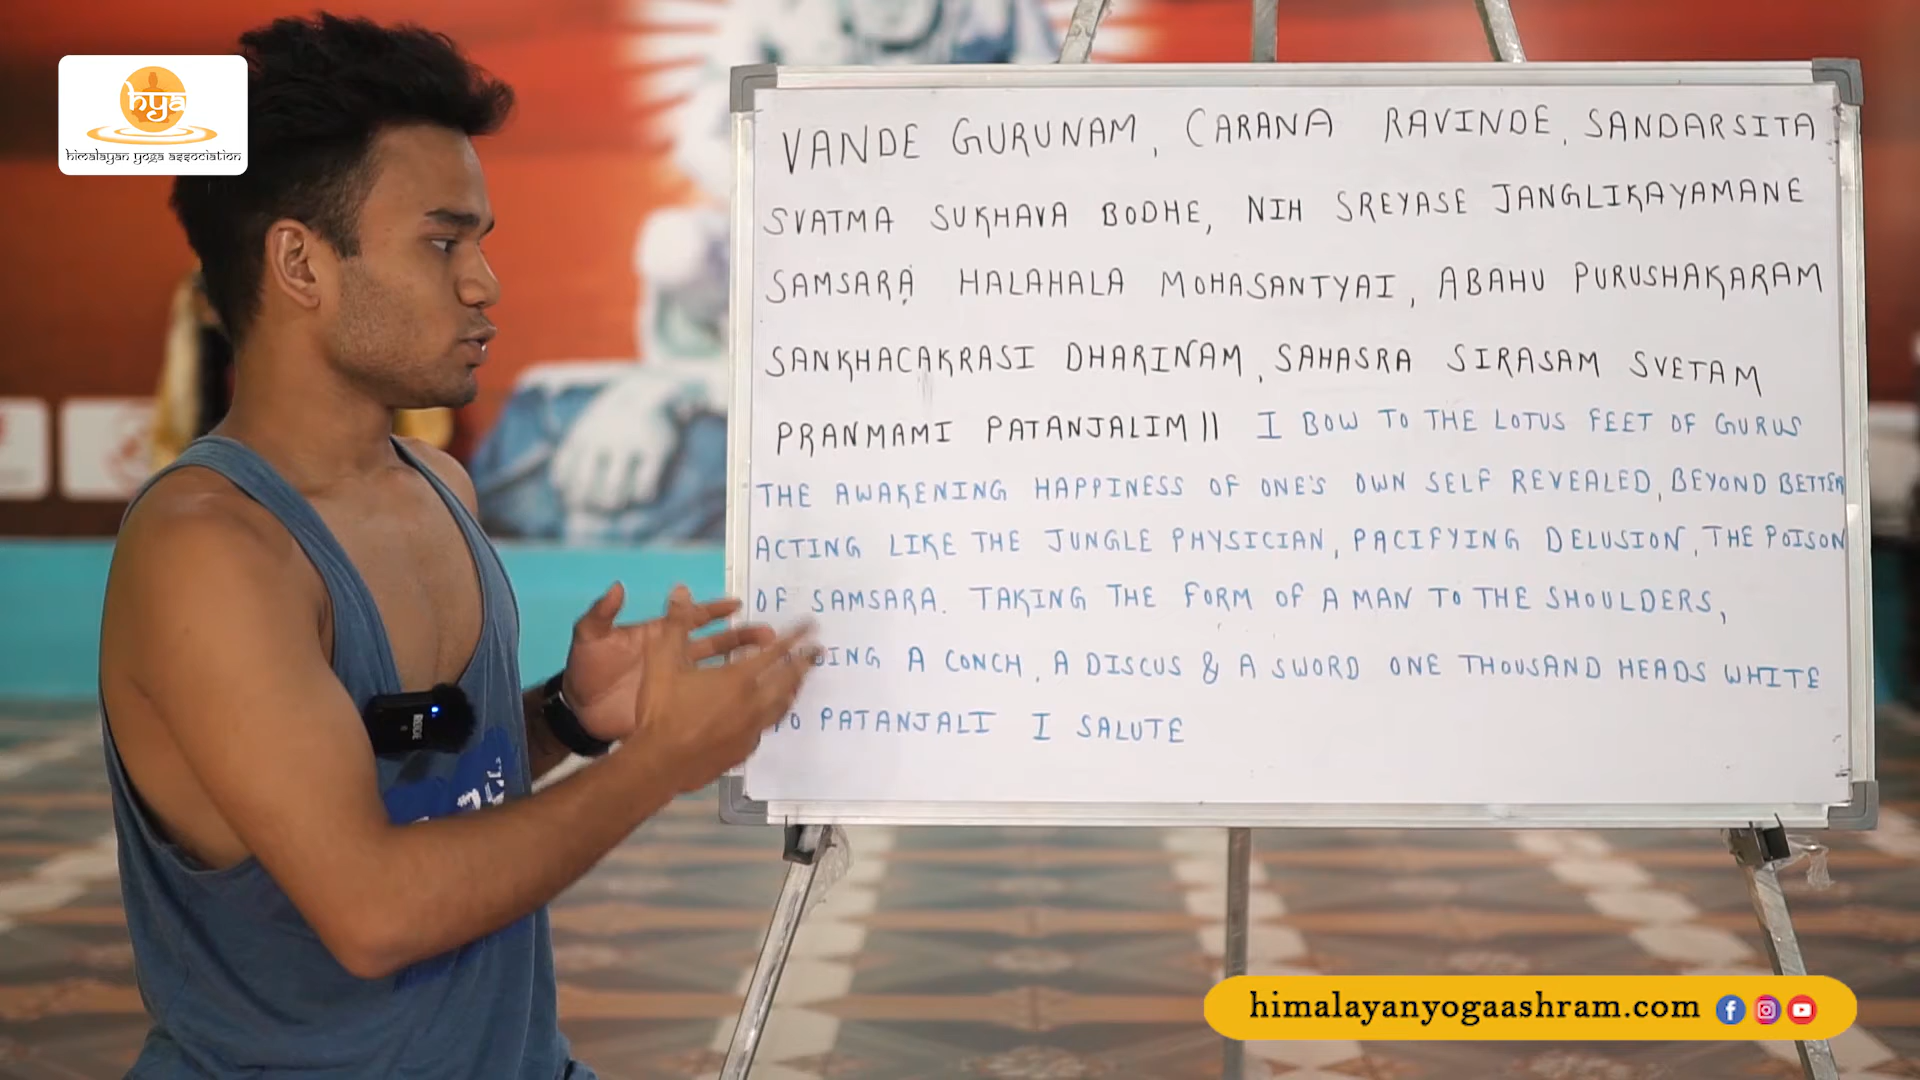 hya
himalayan yoga association
VANDE GURUNAM, CARANA RAVINDE, SANDARSITA
SVATMA SUKHAVA BODHE, NIH SREYASE JANGLIKAYAMANE
SAMSARA HALAHALA MOHASANTYAI, ABAHU PURUSHAKARAM
SANKHACAKRASI DHARINAM, SAHASRA SIRASAM SVETAM
PRANMAMI PATANJALIM || I BOW TO THE LOTUS FEET OF GURUS
THE AWAKENING HAPPINESS OF ONE'S OWN SELF REVEALED, BEYOND BETTER
ACTING LIKE THE JUNGLE PHYSICIAN, PACIFYING DELUSION, THE POISON
OF SAMSARA. TAKING THE FORM OF A MAN TO THE SHOULDERS,
A CONCH, A DISCUS & A SWORD ONE THOUSAND HEADS WHITE
TO PATANJALI I SALUTE
RODE
himalayanyogaashram.com